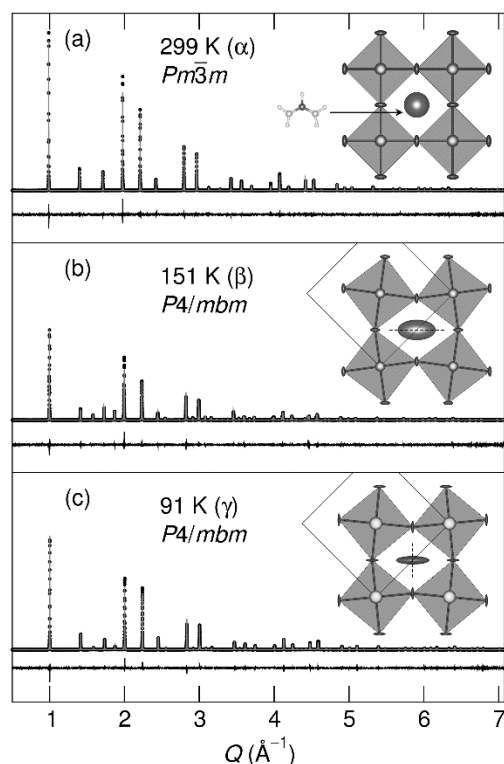 (a)
299 K (α)
Pm3̅m
(b)
151 K (β)
P4/mbm
(c)
91 K (γ)
P4/mbm
1 2 3 4 5 6 7
Q (Å⁻¹)